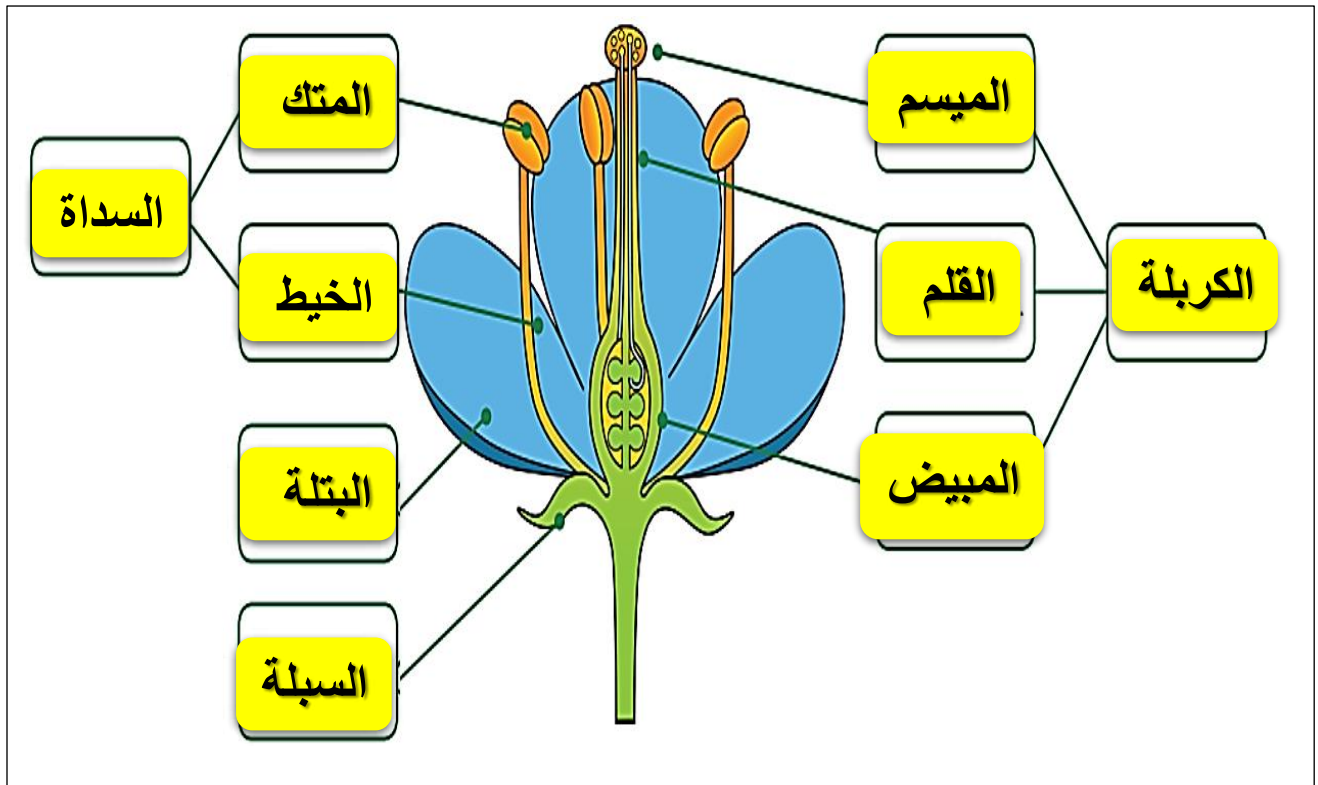 الميسم
المتك
السداة
القلم
الكربلة
الخيط
المبيض
البتلة
السبلة